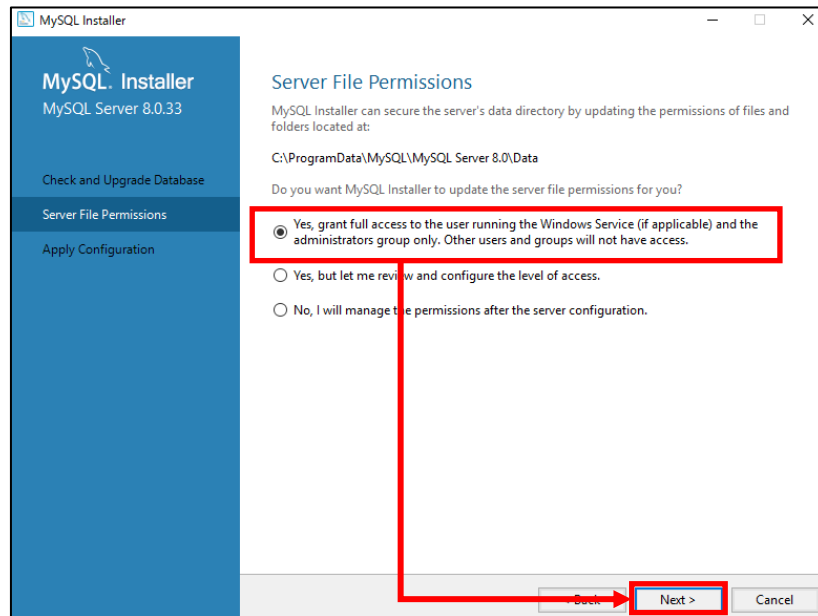 MySQL Installer
MySQL. Installer
MySQL Server 8.0.33
Check and Upgrade Database
Server File Permissions
Apply Configuration
Server File Permissions
MySQL Installer can secure the server's data directory by updating the permissions of files and
folders located at:
C:\ProgramData\MySQL\MySQL Server 8.0\Data
Do you want MySQL Installer to update the server file permissions for you?
Yes, grant full access to the user running the Windows Service (if applicable) and the
administrators group only. Other users and groups will not have access.
Yes, but let me review and configure the level of access.
No, I will manage the permissions after the server configuration.
< Back
Next >
Cancel